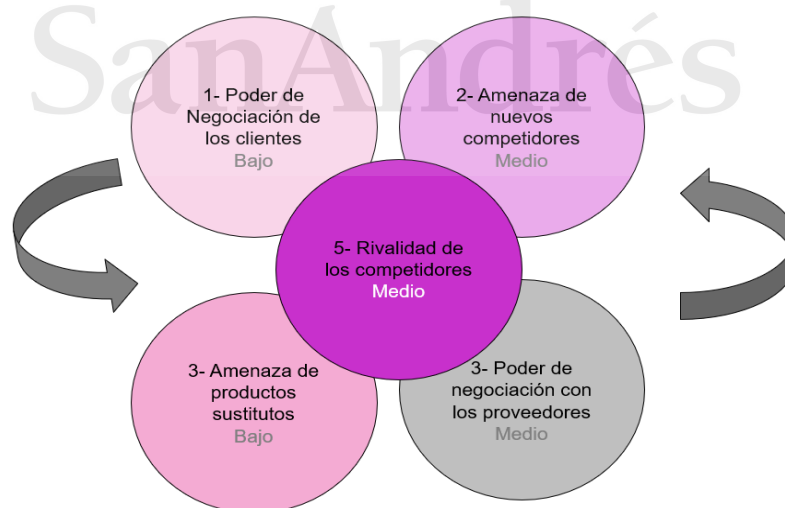 SanAndrés
1- Poder de
Negociación de
los clientes
Bajo
2- Amenaza de
nuevos
competidores
Medio
5- Rivalidad de
los competidores
Medio
3- Amenaza de
productos
sustitutos
Bajo
3- Poder de
negociación con
los proveedores
Medio